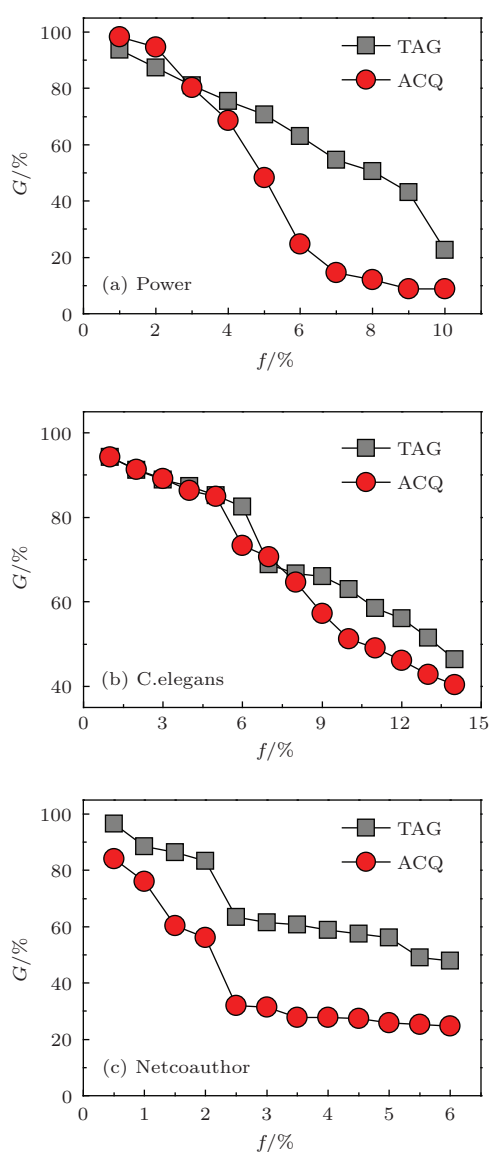 100
80
60
40
20
0
G/%
TAG
ACQ
(a) Power
0 2 4 6 8 10
f/%
100
80
60
40
G/%
TAG
ACQ
(b) C.elegans
0 3 6 9 12 15
f/%
100
80
60
40
20
0
G/%
TAG
ACQ
(c) Netcoauthor
0 1 2 3 4 5 6
f/%